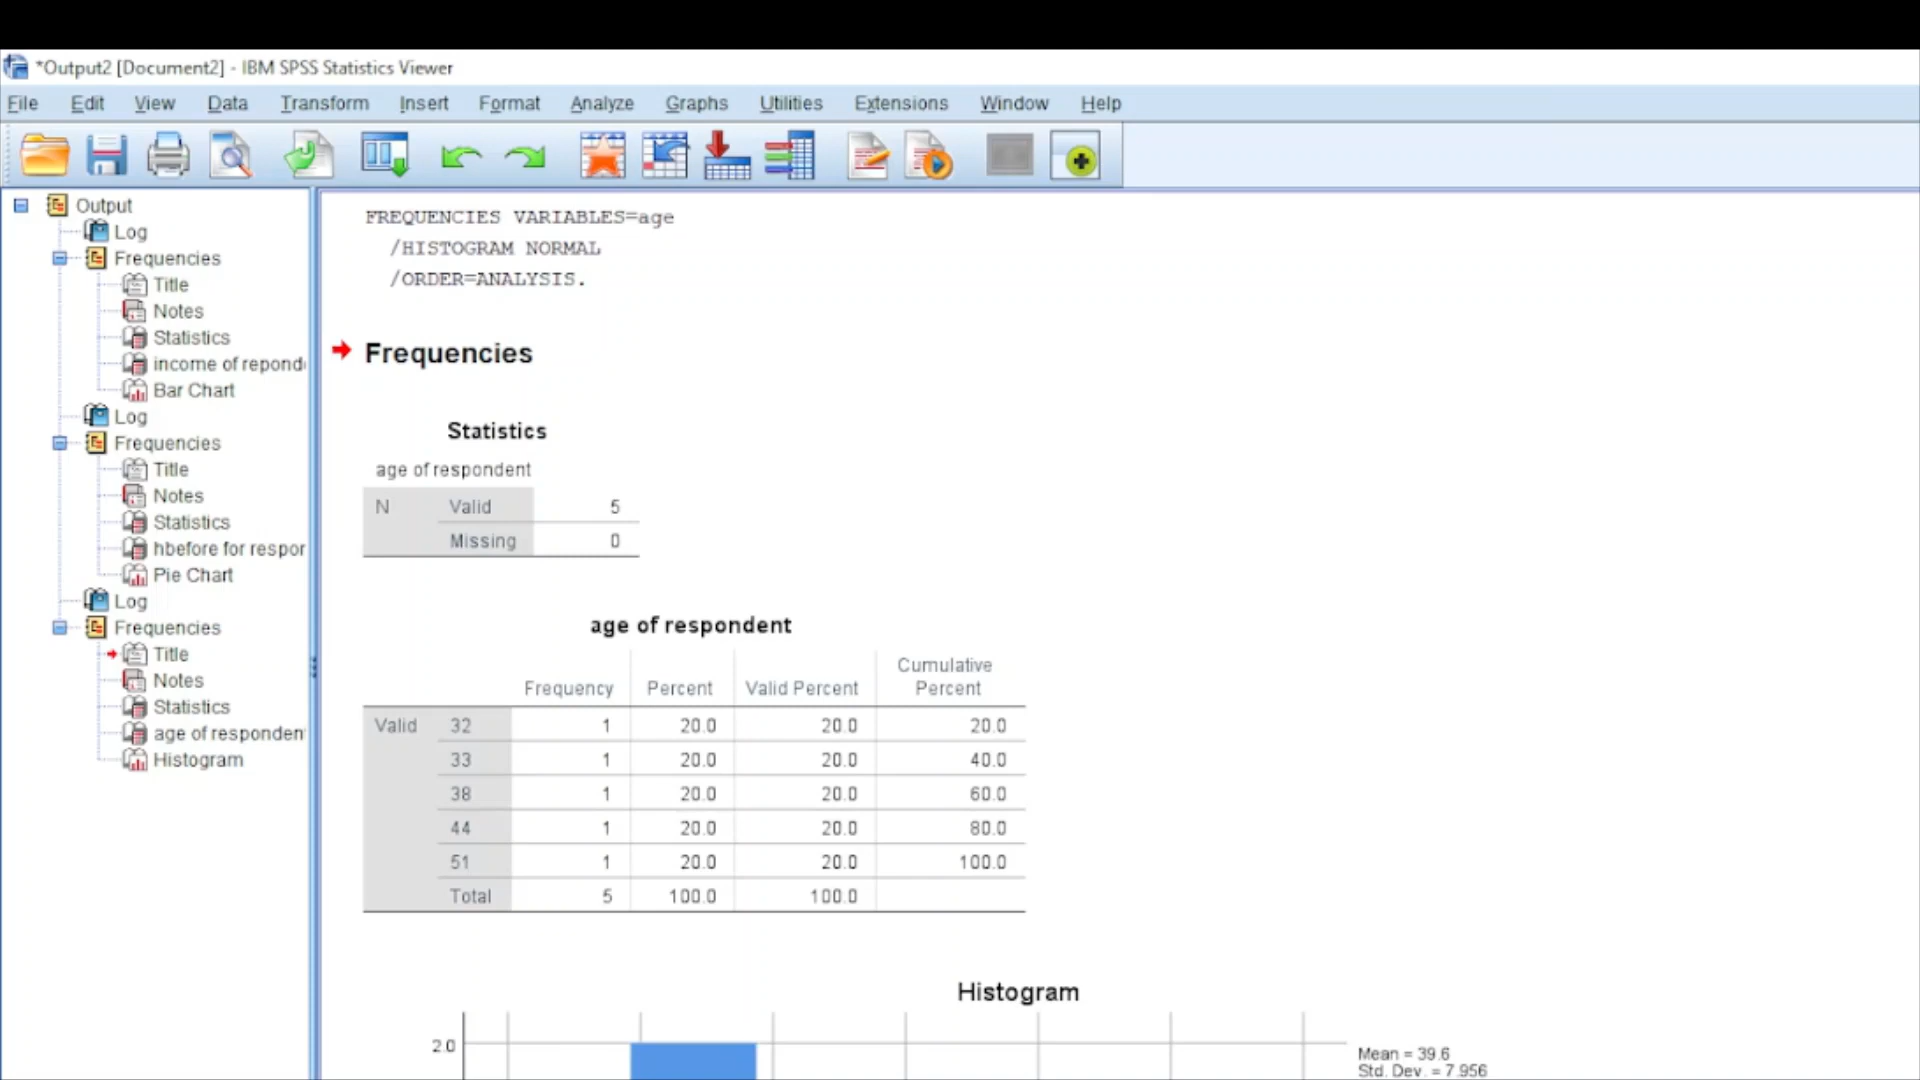 *Output2 [Document2] - IBM SPSS Statistics Viewer
File Edit View Data Transform Insert Format Analyze Graphs Utilities Extensions Window Help
Output
Log
Frequencies
Title
Notes
Statistics
income of repond
Bar Chart
Log
Frequencies
Title
Notes
Statistics
hbefore for respor
Pie Chart
Log
Frequencies
Title
Notes
Statistics
age of responden
Histogram
FREQUENCIES VARIABLES=age
/HISTOGRAM NORMAL
/ORDER=ANALYSIS.
Frequencies
Statistics
age of respondent
N Valid 5
Missing 0
age of respondent
Frequency Percent Valid Percent Cumulative Percent
Valid 32 1 20.0 20.0 20.0
33 1 20.0 20.0 40.0
38 1 20.0 20.0 60.0
44 1 20.0 20.0 80.0
51 1 20.0 20.0 100.0
Total 5 100.0 100.0
Histogram
2.0
Mean = 39.6
Std. Dev. = 7.956